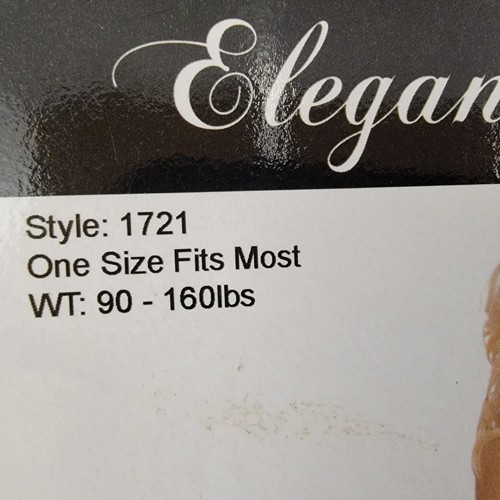 Elegan
Style: 1721
One Size Fits Most
WT: 90 - 160lbs